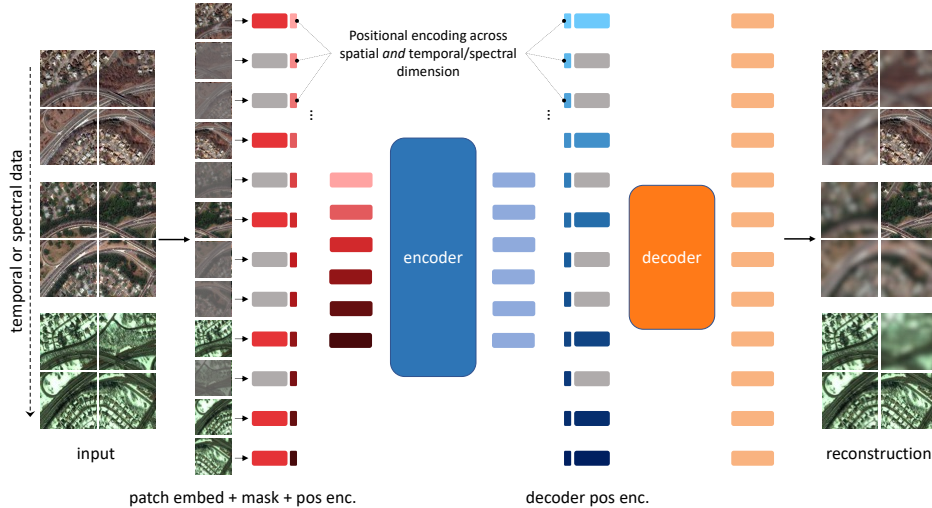 Positional encoding across
spatial and temporal/spectral
dimension
...
...
temporal or spectral data
encoder
decoder
input
reconstruction
patch embed + mask + pos enc.
decoder pos enc.